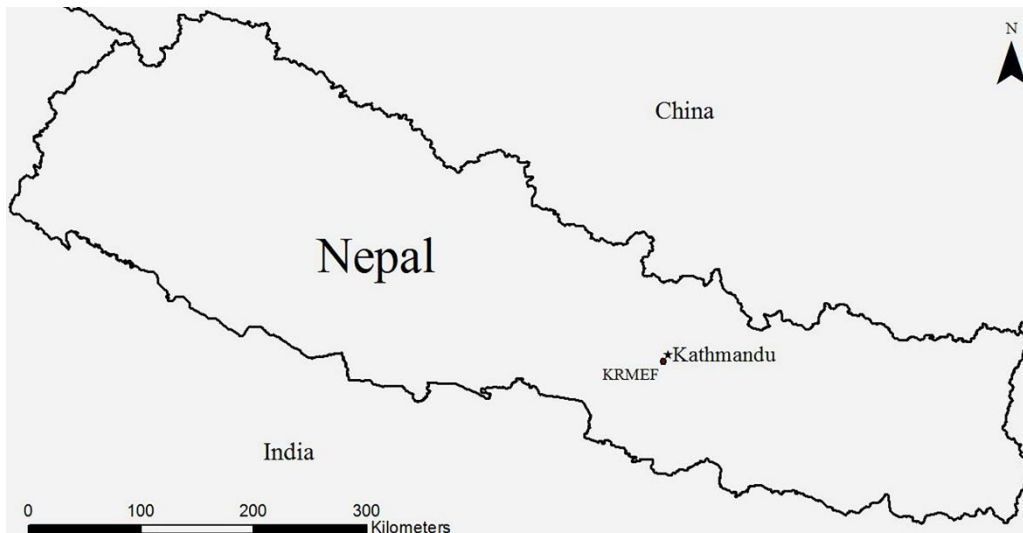 N
China
Nepal
Kathmandu
KRMEF
India
0 100 200 300
Kilometers